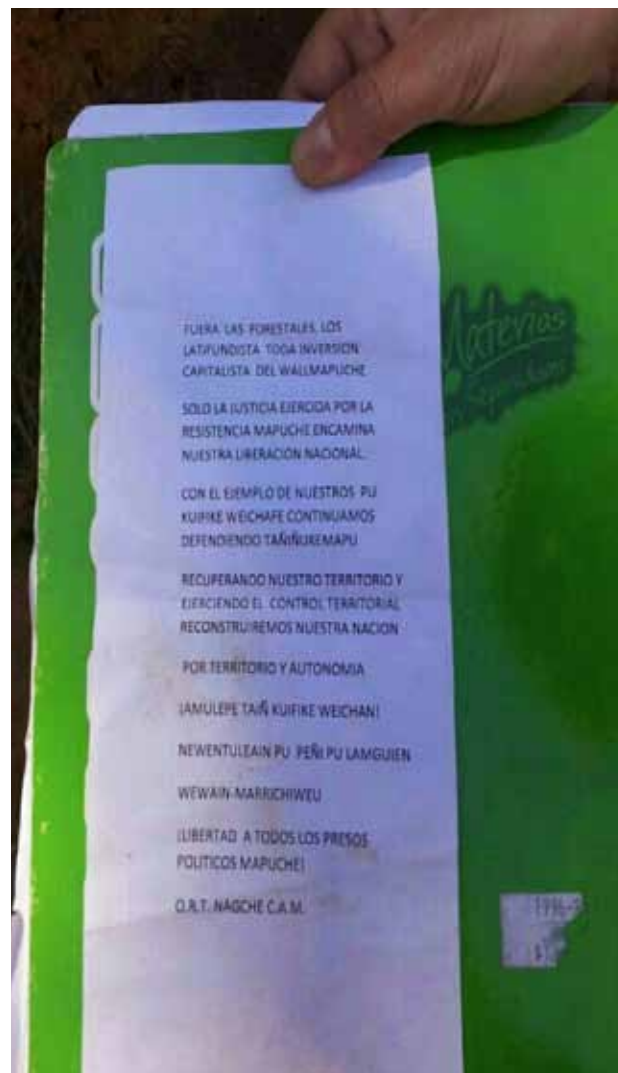 FUERA LAS FORESTALES, LOS
LATIFUNDISTA TODA INVERSION
CAPITALISTA DEL WALLMAPUCHE
SOLO LA JUSTICIA EJERCIDA POR LA
RESISTENCIA MAPUCHE ENCAMINA
NUESTRA LIBERACION NACIONAL.
CON EL EJEMPLO DE NUESTROS PU
KUIFIKE WEICHAFE CONTINUAMOS
DEFENDIENDO TAÑIÑUKEMAPU
RECUPERANDO NUESTRO TERRITORIO Y
EJERCIENDO EL CONTROL TERRITORIAL
RECONSTRUIREMOS NUESTRA NACION
POR TERRITORIO Y AUTONOMIA
¡AMULEPE TAIÑ KUIFIKE WEICHAN!
NEWENTULEAIN PU PEÑI PU LAMGUIEN
WEWAIN-MARRICHIWEU
¡LIBERTAD A TODOS LOS PRESOS
POLITICOS MAPUCHE!
O.R.T. NAGCHE C.A.M.
Materias